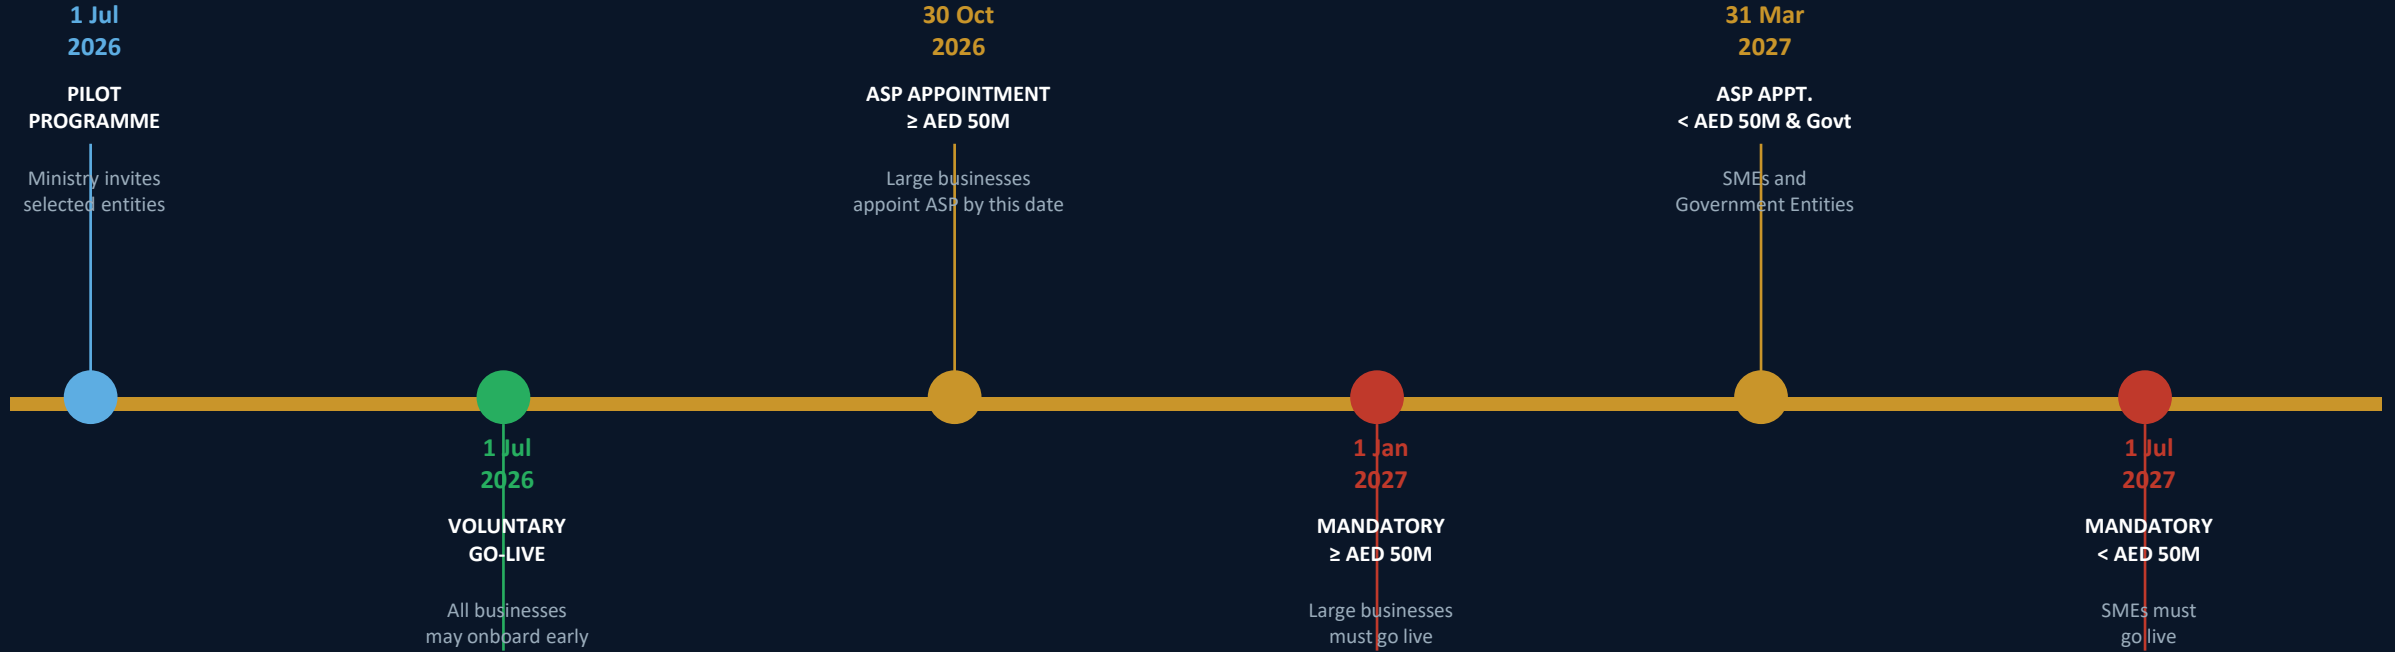 1 Jul
2026
PILOT
PROGRAMME
Ministry invites
selected entities
1 Jul
2026
VOLUNTARY
GO-LIVE
All businesses
may onboard early
30 Oct
2026
ASP APPOINTMENT
≥ AED 50M
Large businesses
appoint ASP by this date
1 Jan
2027
MANDATORY
≥ AED 50M
Large businesses
must go live
31 Mar
2027
ASP APPT.
< AED 50M & Govt
SMEs and
Government Entities
1 Jul
2027
MANDATORY
< AED 50M
SMEs must
go live